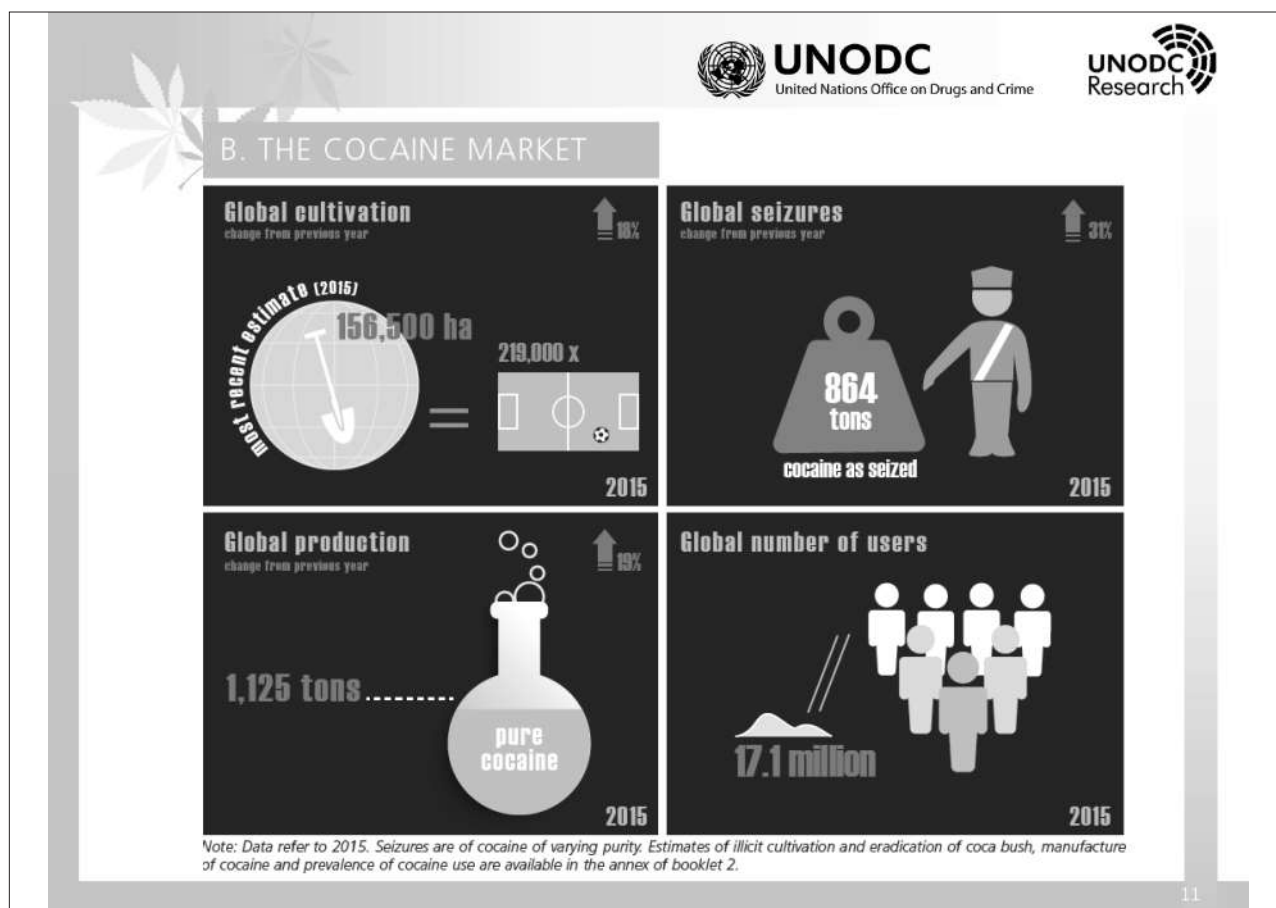 UNODC
United Nations Office on Drugs and Crime
UNODC
Research
B. THE COCAINE MARKET
Global cultivation
change from previous year
18%
most recent estimate (2015)
156,500 ha
=
219,000 x
2015
Global seizures
change from previous year
31%
864
tons
cocaine as seized
2015
Global production
change from previous year
19%
1,125 tons
pure
cocaine
2015
Global number of users
17.1 million
2015
Note: Data refer to 2015. Seizures are of cocaine of varying purity. Estimates of illicit cultivation and eradication of coca bush, manufacture
of cocaine and prevalence of cocaine use are available in the annex of booklet 2.
11